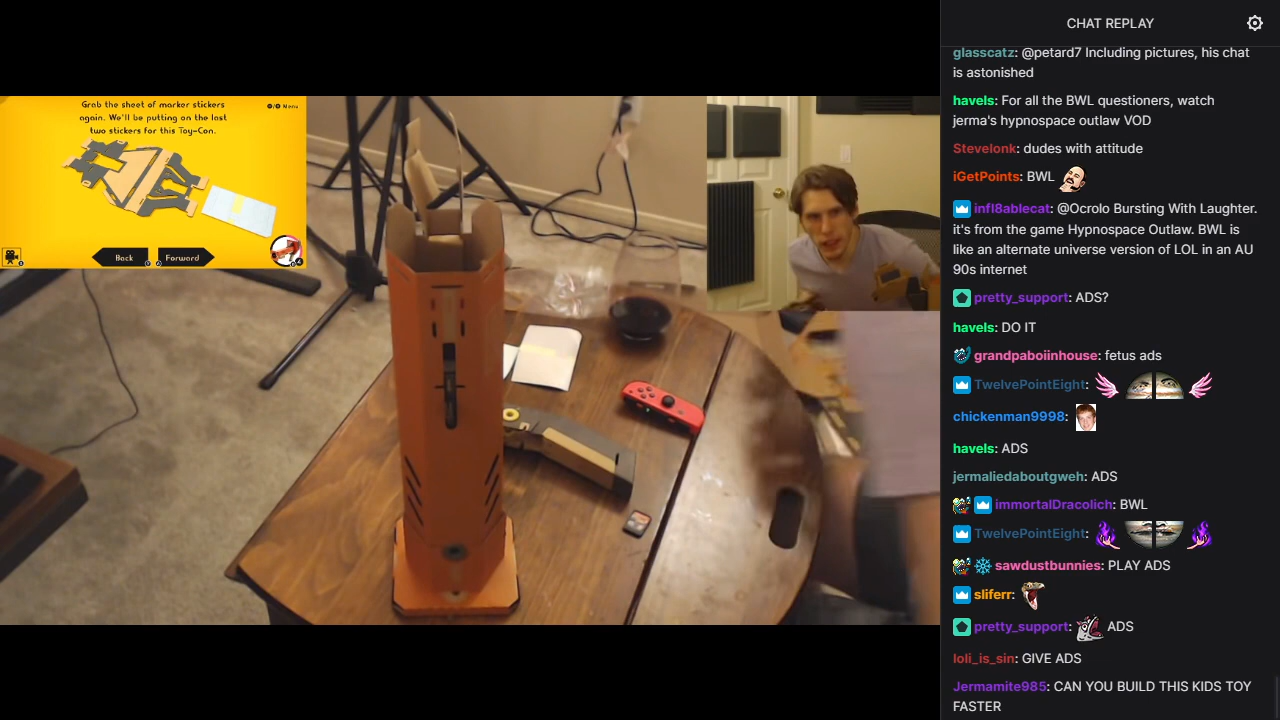 Grab the sheet of marker stickers
again. We'll be putting on the last
two stickers for this Toy-Con.
Menu
Back
Forward
CHAT REPLAY
glasscatz: @petard7 Including pictures, his chat
is astonished
havels: For all the BWL questioners, watch
jerma's hypnospace outlaw VOD
Stevelonk: dudes with attitude
iGetPoints: BWL
infl8ablecat: @Ocrolo Bursting With Laughter.
it's from the game Hypnospace Outlaw. BWL is
like an alternate universe version of LOL in an AU
90s internet
pretty_support: ADS?
havels: DO IT
grandpaboiinhouse: fetus ads
TwelvePointEight:
chickenman9998:
havels: ADS
jermaliedaboutgweh: ADS
immortalDracolich: BWL
TwelvePointEight:
sawdustbunnies: PLAY ADS
sliferr:
pretty_support: ADS
loli_is_sin: GIVE ADS
Jermamite985: CAN YOU BUILD THIS KIDS TOY
FASTER